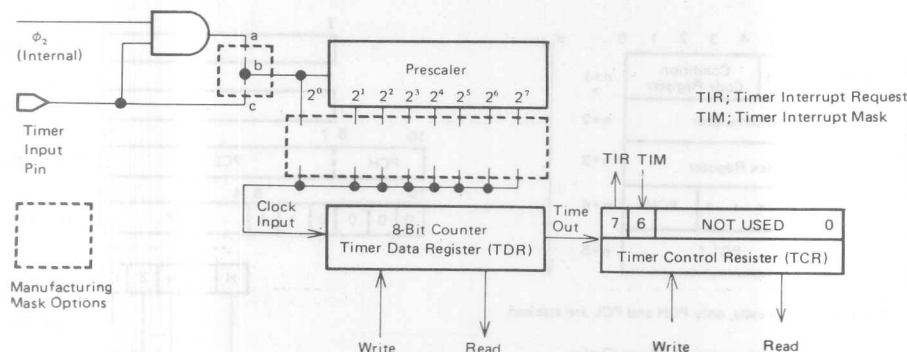 φ2
(Internal)
a
b
c
Timer
Input
Pin
Manufacturing
Mask Options
Prescaler
2⁰ 2¹ 2² 2³ 2⁴ 2⁵ 2⁶ 2⁷
TIR; Timer Interrupt Request
TIM; Timer Interrupt Mask
TIR TIM
Clock
Input
8-Bit Counter
Timer Data Register (TDR)
Time
Out
7 6 NOT USED 0
Timer Control Resister (TCR)
Write Read
Write Read